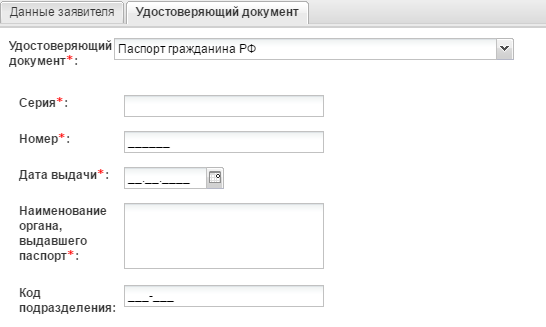 Данные заявителя
Удостоверяющий документ
Удостоверяющий
документ*:
Паспорт гражданина РФ
Серия*:
Номер*:
______
Дата выдачи*:
__.__.____
Наименование
органа,
выдавшего
паспорт*:
Код
подразделения:
___-___